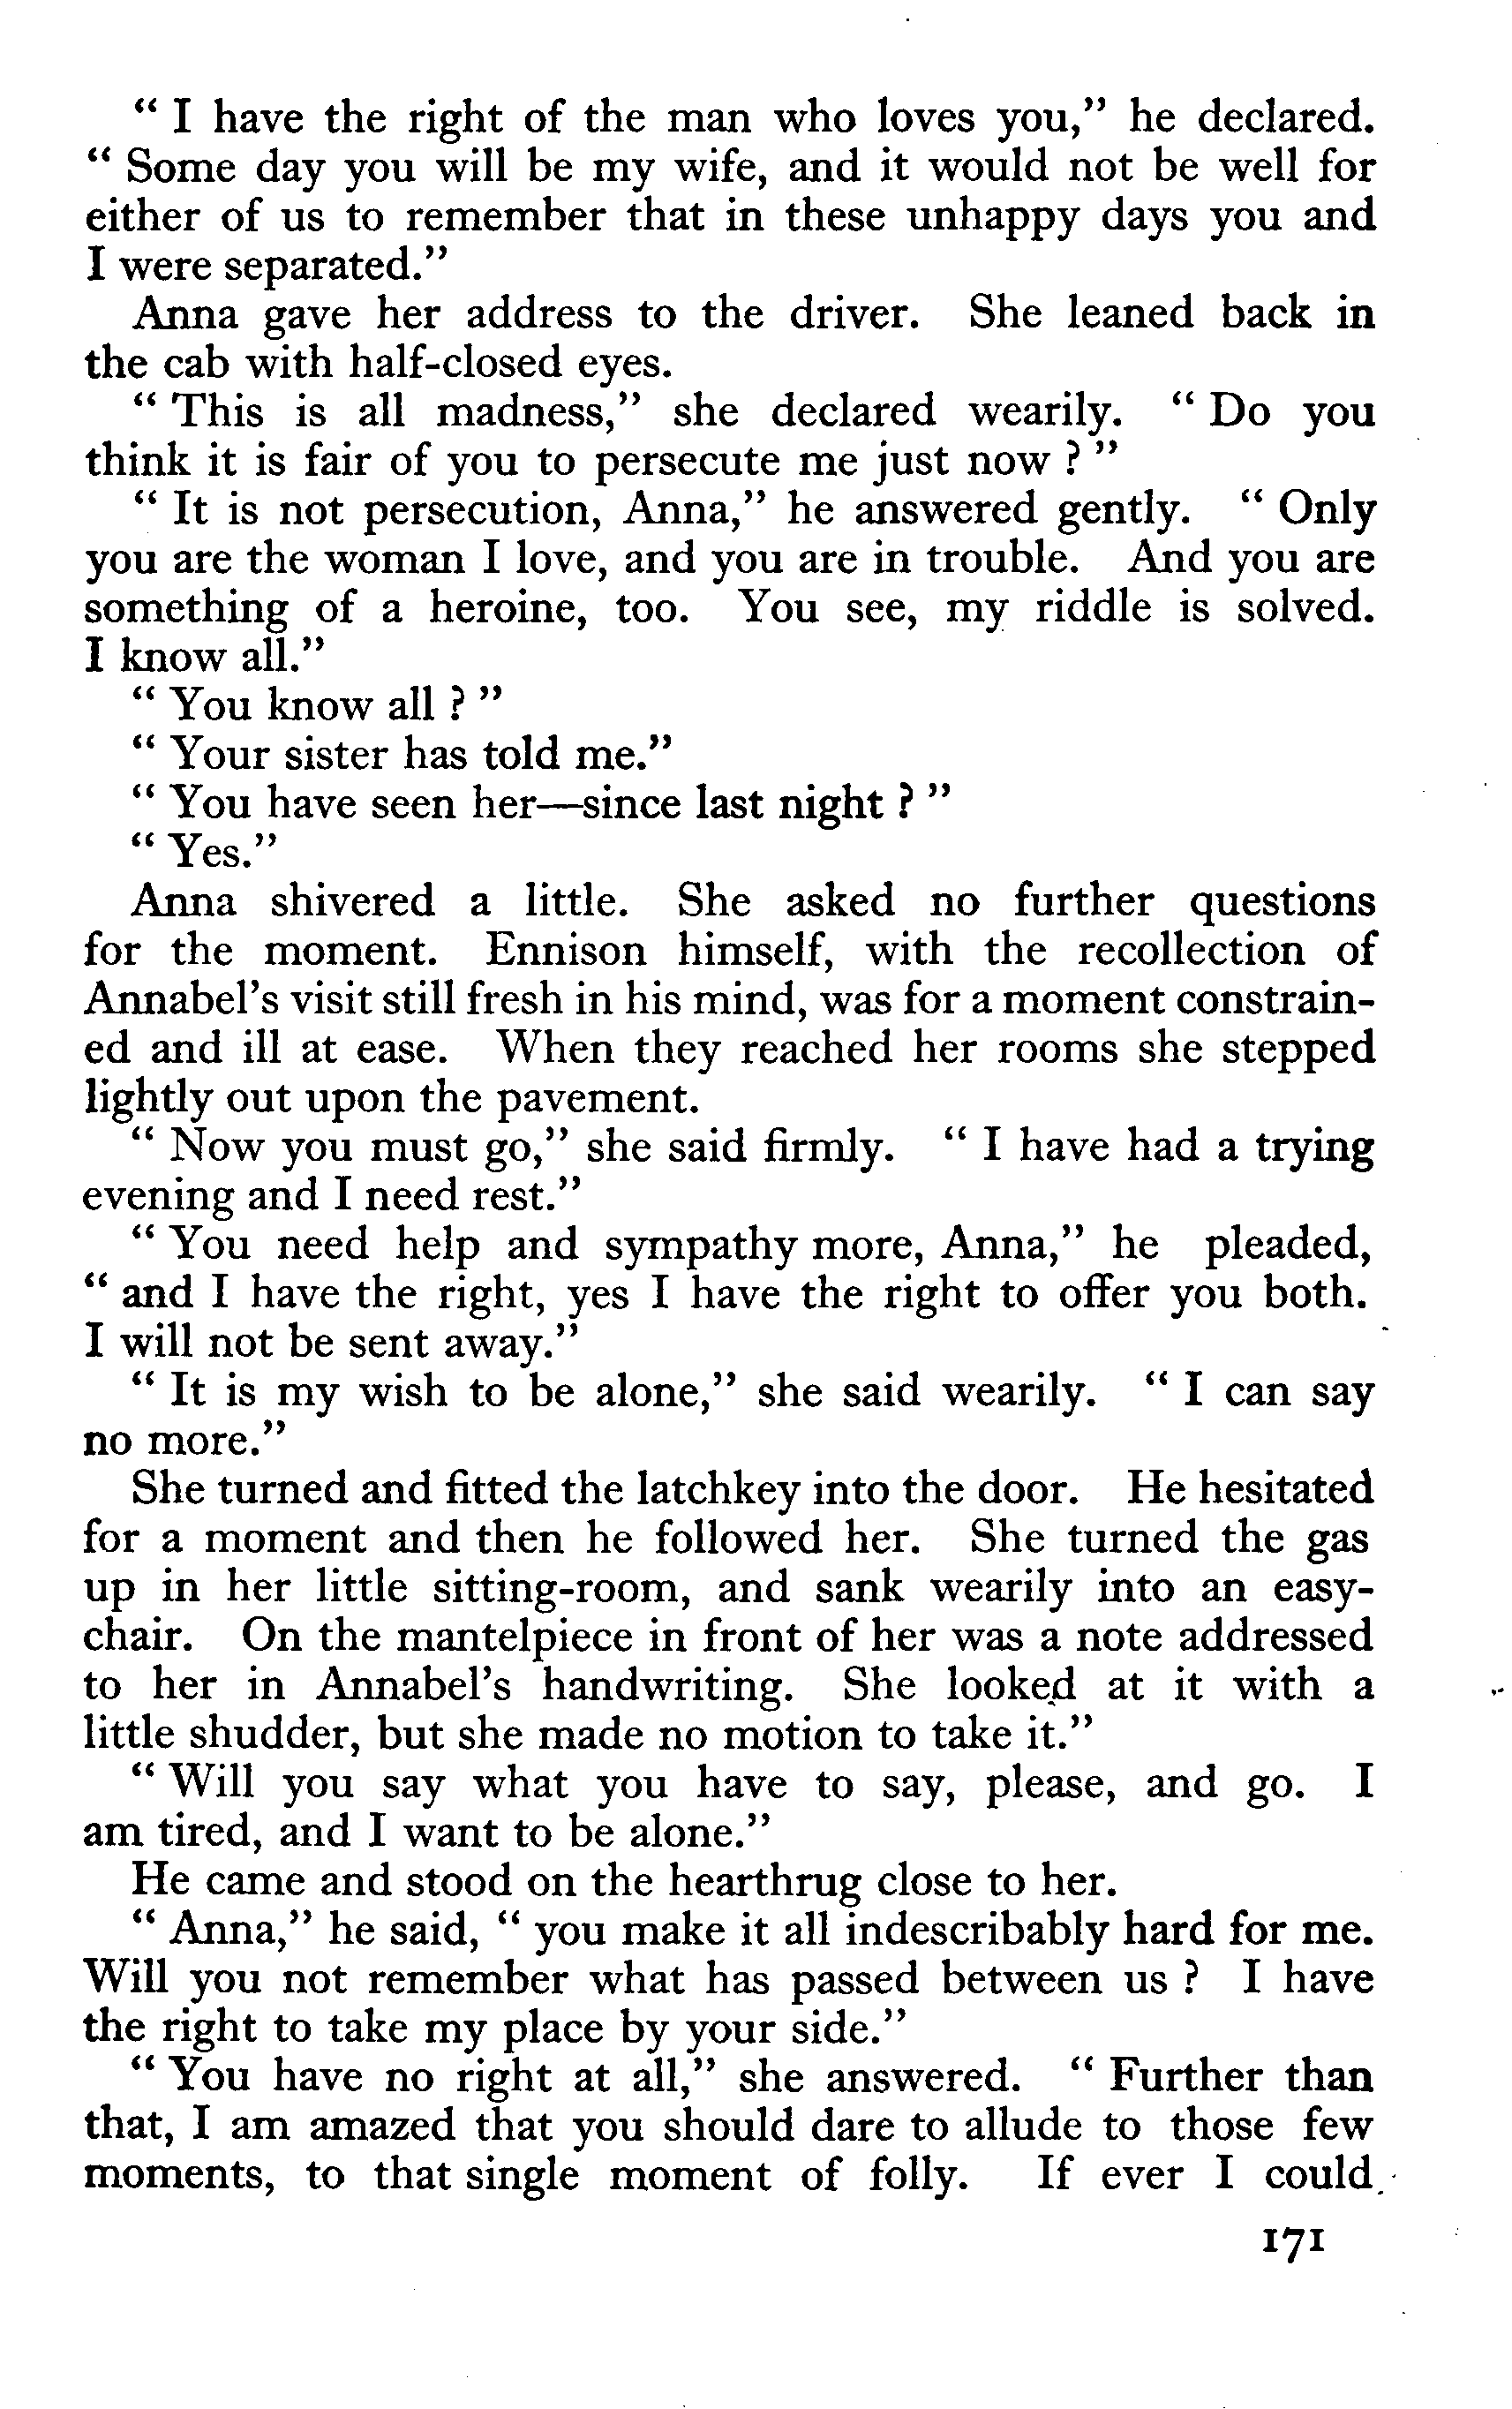 “ I have the right of the man who loves you,” he declared.
“ Some day you will be my wife, and it would not be well for
either of us to remember that in these unhappy days you and
I were separated.”
Anna gave her address to the driver. She leaned back in
the cab with half-closed eyes.
“ This is all madness,” she declared wearily. “ Do you
think it is fair of you to persecute me just now ? ”
“ It is not persecution, Anna,” he answered gently. “ Only
you are the woman I love, and you are in trouble. And you are
something of a heroine, too. You see, my riddle is solved.
I know all.”
“ You know all ? ”
“ Your sister has told me.”
“ You have seen her—since last night ? ”
“ Yes.”
Anna shivered a little. She asked no further questions
for the moment. Ennison himself, with the recollection of
Annabel’s visit still fresh in his mind, was for a moment constrain-
ed and ill at ease. When they reached her rooms she stepped
lightly out upon the pavement.
“ Now you must go,” she said firmly. “ I have had a trying
evening and I need rest.”
“ You need help and sympathy more, Anna,” he pleaded,
“ and I have the right, yes I have the right to offer you both.
I will not be sent away.”
“ It is my wish to be alone,” she said wearily. “ I can say
no more.”
She turned and fitted the latchkey into the door. He hesitated
for a moment and then he followed her. She turned the gas
up in her little sitting-room, and sank wearily into an easy-
chair. On the mantelpiece in front of her was a note addressed
to her in Annabel’s handwriting. She looked at it with a
little shudder, but she made no motion to take it.”
“ Will you say what you have to say, please, and go. I
am tired, and I want to be alone.”
He came and stood on the hearthrug close to her.
“ Anna,” he said, “ you make it all indescribably hard for me.
Will you not remember what has passed between us ? I have
the right to take my place by your side.”
“ You have no right at all,” she answered. “ Further than
that, I am amazed that you should dare to allude to those few
moments, to that single moment of folly. If ever I could
171